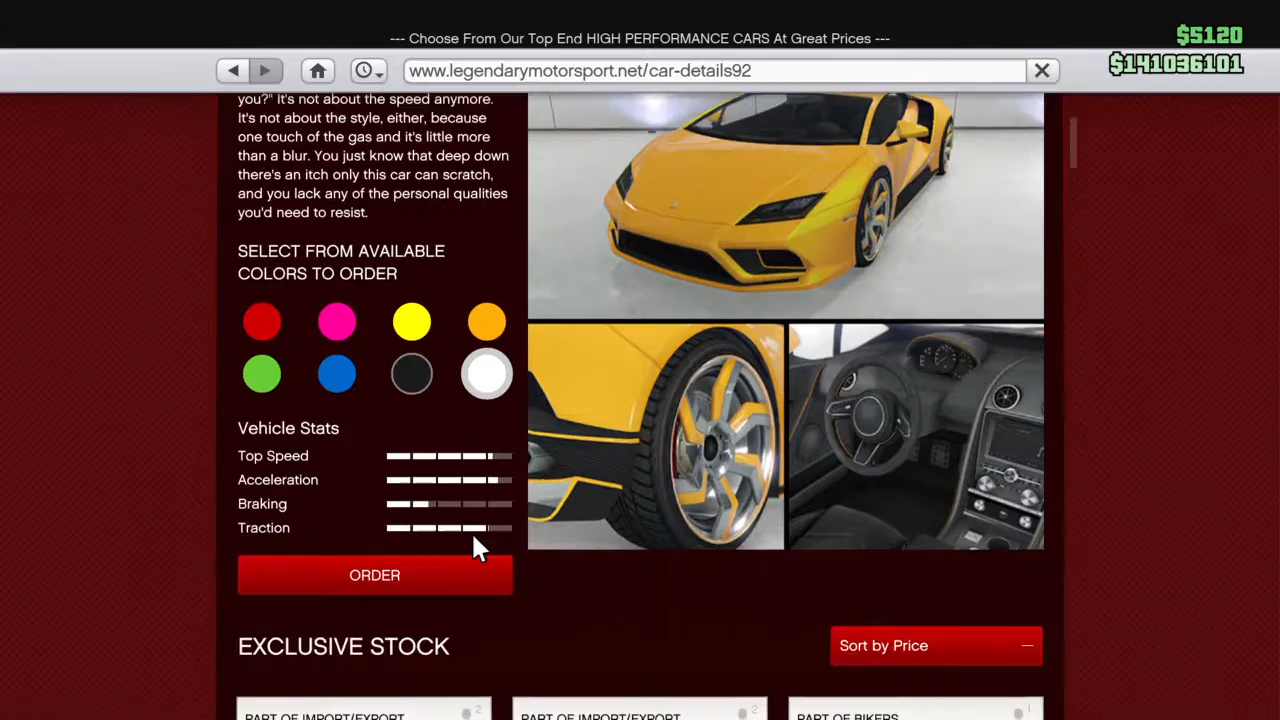 --- Choose From Our Top End HIGH PERFORMANCE CARS At Great Prices ---
$5120
$141036101
www.legendarymotorsport.net/car-details92
you?" It's not about the speed anymore.
It's not about the style, either, because
one touch of the gas and it's little more
than a blur. You just know that deep down
there's an itch only this car can scratch,
and you lack any of the personal qualities
you'd need to resist.
SELECT FROM AVAILABLE
COLORS TO ORDER
Vehicle Stats
Top Speed
Acceleration
Braking
Traction
ORDER
EXCLUSIVE STOCK
Sort by Price
PART OF IMPORT/EXPORT
2
PART OF IMPORT/EXPORT
2
PART OF BIKERS
1